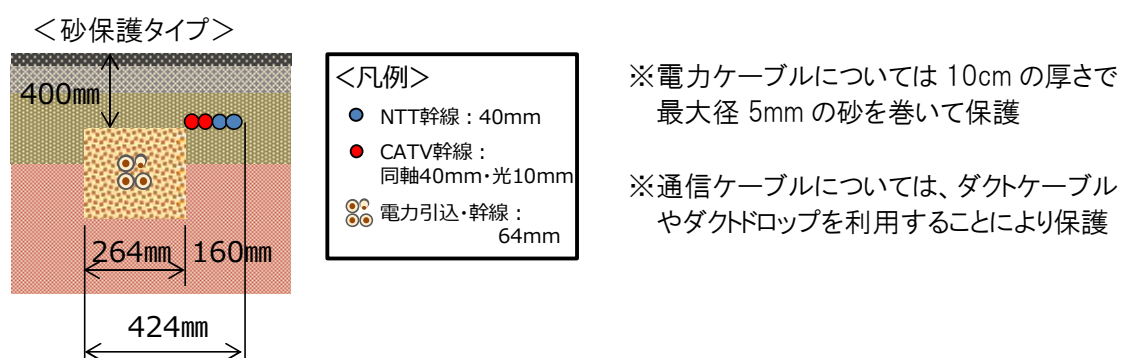 <砂保護タイプ>
400㎜
264㎜
160㎜
424㎜
<凡例>
NTT幹線：40mm
CATV幹線：
同軸40mm・光10mm
電力引込・幹線：
64mm
※電力ケーブルについては 10cm の厚さで
最大径 5mm の砂を巻いて保護
※通信ケーブルについては、ダクトケーブル
やダクトドロップを利用することにより保護